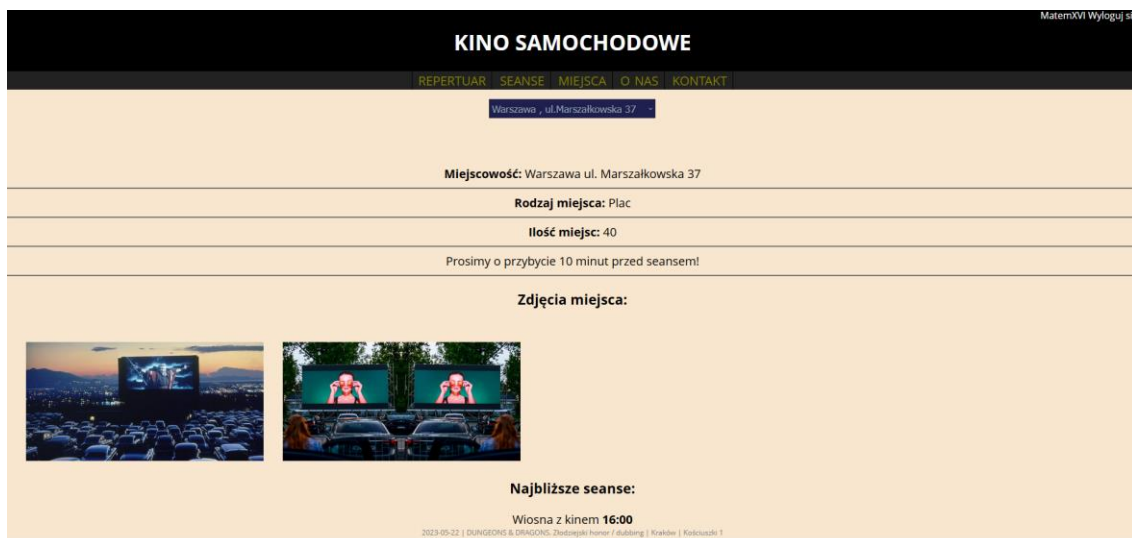 MatemXVI Wyloguj si
KINO SAMOCHODOWE
REPERTUAR SEANSE MIEJSCA O NAS KONTAKT
Warszawa , ul.Marszałkowska 37
Miejscowość: Warszawa ul. Marszałkowska 37
Rodzaj miejsca: Plac
Ilość miejsc: 40
Prosimy o przybycie 10 minut przed seansem!
Zdjęcia miejsca:
Najbliższe seanse:
Wiosna z kinem 16:00
2023-05-22 | DUNGEONS & DRAGONS. Złodziejski honor / dubbing | Kraków | Kościuszki 1